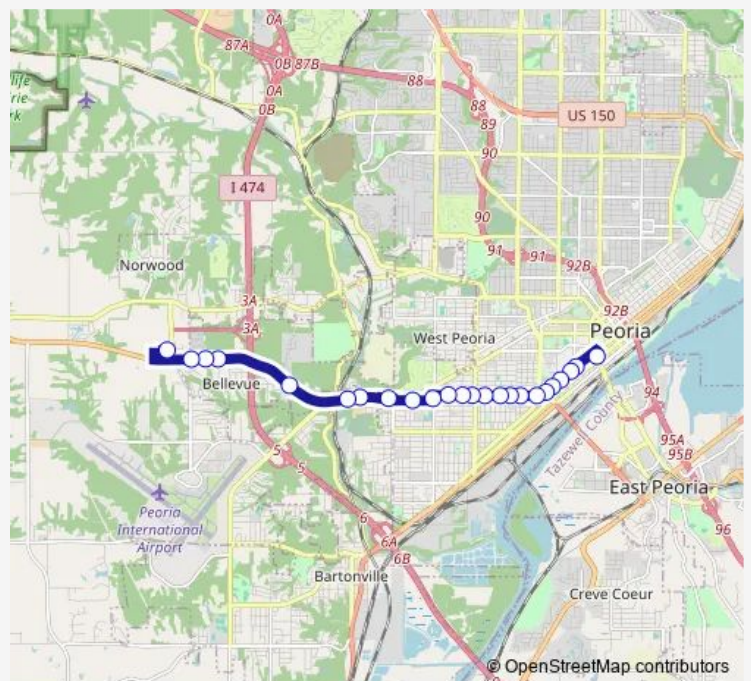 0A
87A
0B
87B
0A
0B
88
88
89
US 150
90
I 474
90
91
91
92B
Norwood
3A
3A
92B
West Peoria
Peoria
Bellevue
94
Tazewell County
5
5
95A
95B
East Peoria
Peoria
International
Airport
6
6A
6B
96
Bartonville
Creve Coeur
© OpenStreetMap contributors